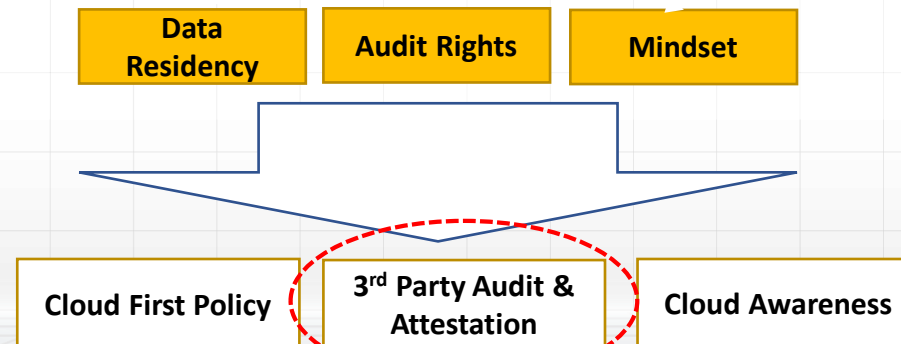 Data
Residency
Audit Rights
Mindset
Cloud First Policy
3rd Party Audit &
Attestation
Cloud Awareness